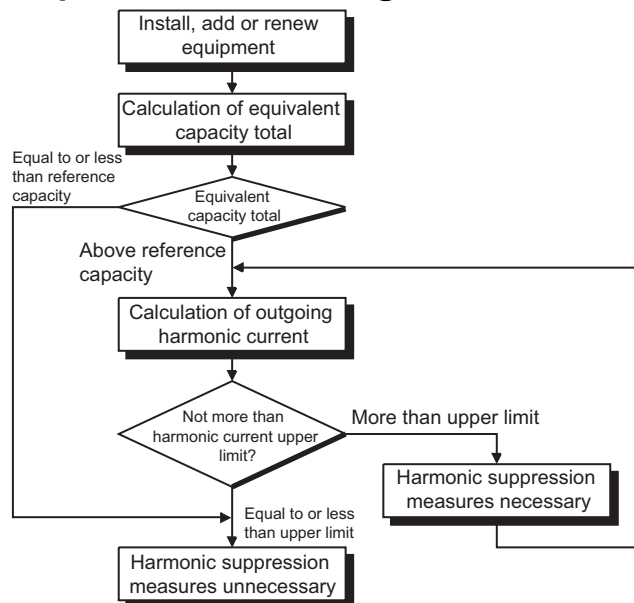 Install, add or renew
equipment
Calculation of equivalent
capacity total
Equal to or less
than reference
capacity
Equivalent
capacity total
Above reference
capacity
Calculation of outgoing
harmonic current
Not more than
harmonic current upper
limit?
More than upper limit
Harmonic suppression
measures necessary
Equal to or less
than upper limit
Harmonic suppression
measures unnecessary